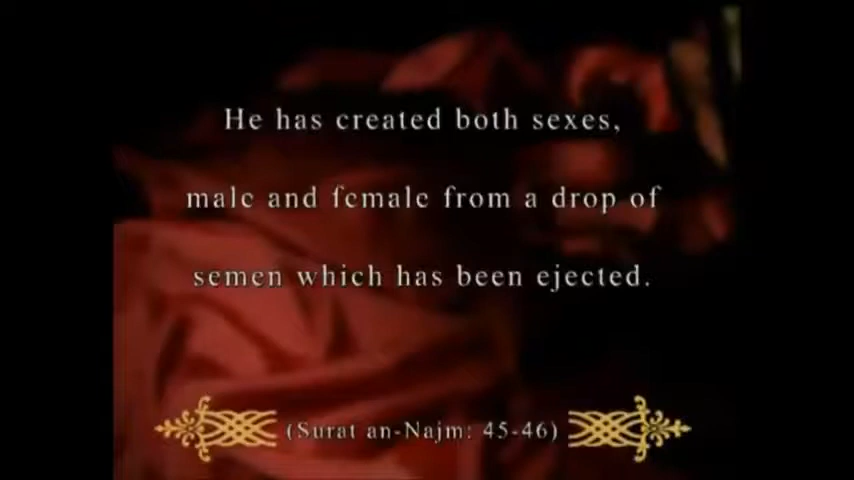 He has created both sexes,
male and female from a drop of
semen which has been ejected.
(Surat an-Najm: 45-46)